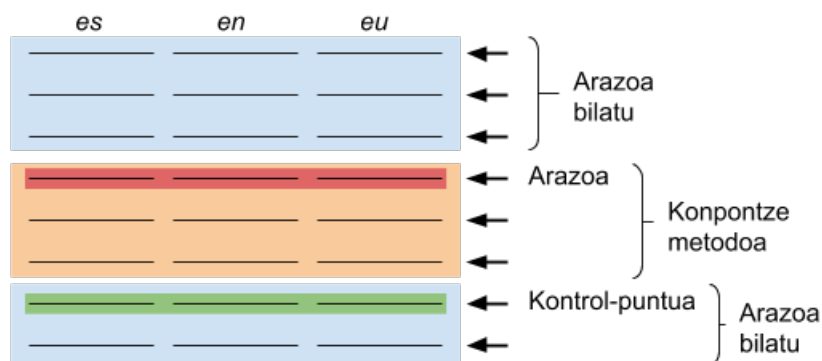 es en eu
Arazoa
bilatu
Arazoa
Konpontze
metodoa
Kontrol-puntua
Arazoa
bilatu